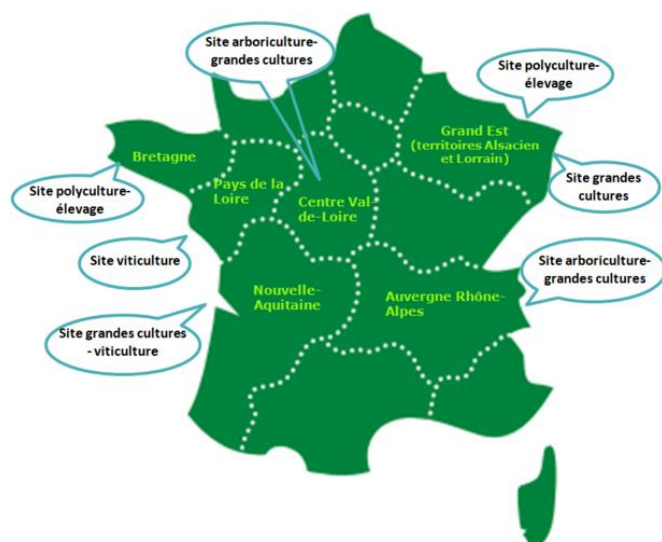 Site arboriculture-
grandes cultures
Site polyculture-
élevage
Grand Est
(territoires Alsacien
et Lorrain)
Bretagne
Site polyculture-
élevage
Pays de la
Loire
Centre Val
de-Loire
Site grandes
cultures
Site viticulture
Site arboriculture-
grandes cultures
Nouvelle-
Aquitaine
Auvergne Rhône-
Alpes
Site grandes cultures
- viticulture